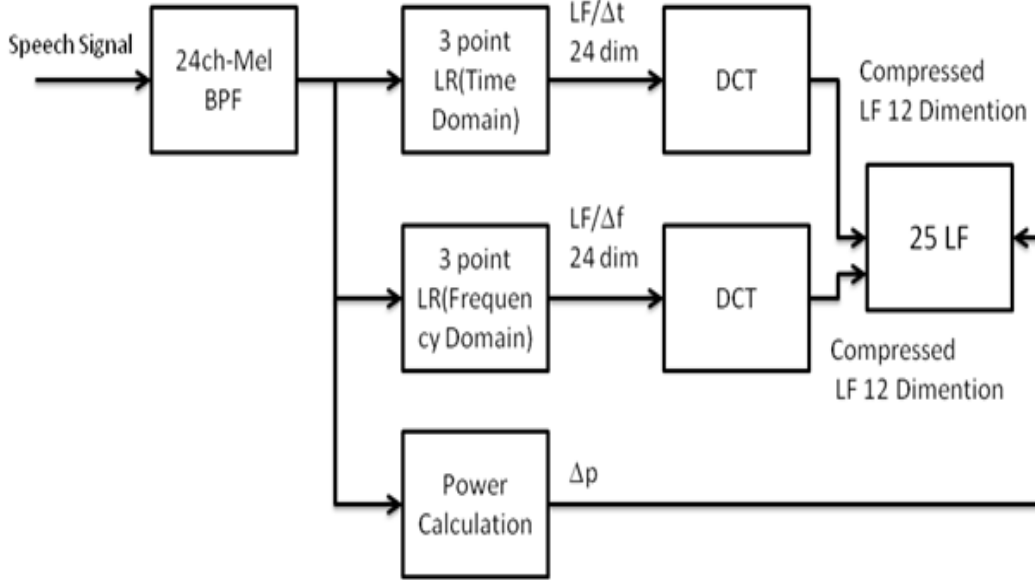 Speech Signal
24ch-Mel
BPF
3 point
LR(Time
Domain)
LF/Δt
24 dim
DCT
Compressed
LF 12 Dimention
3 point
LR(Frequen
cy Domain)
LF/Δf
24 dim
DCT
25 LF
Compressed
LF 12 Dimention
Power
Calculation
Δp